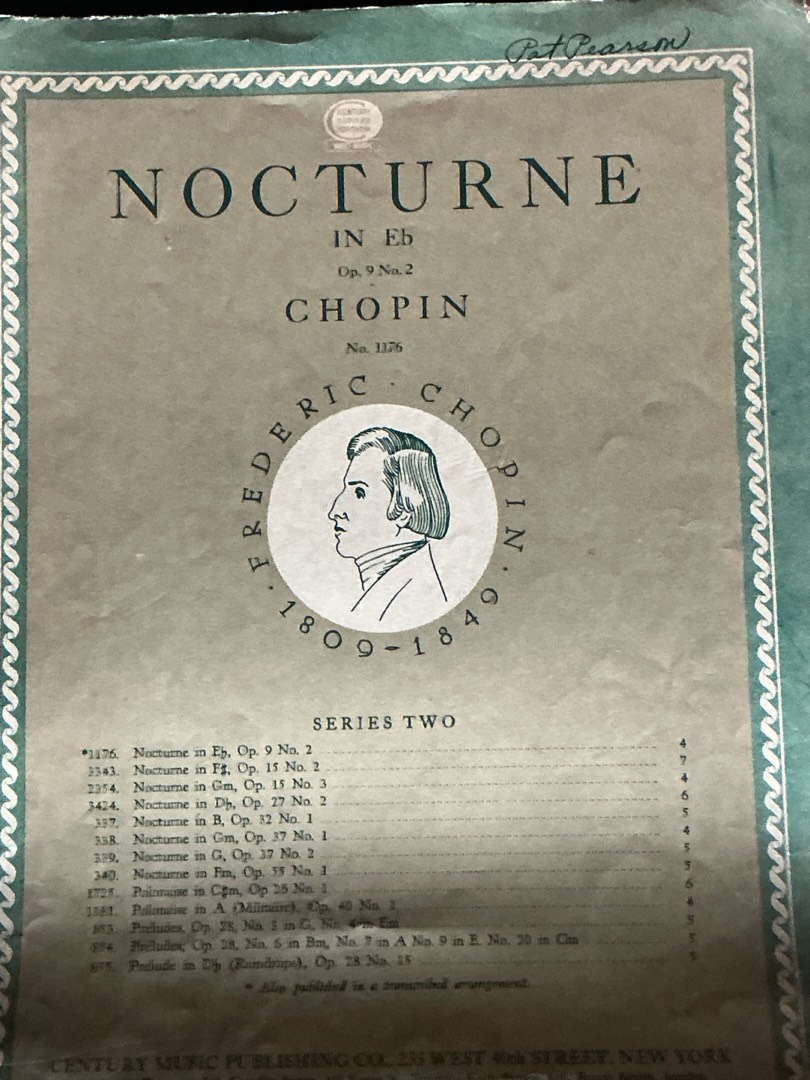 Pat Pearson
NOCTURNE
IN E♭
Op. 9 No. 2
CHOPIN
No. 1176
· FREDERIC · CHOPIN ·
1809-1849
SERIES TWO
*1176. Nocturne in E♭, Op. 9 No. 2 4
2343. Nocturne in F♯, Op. 15 No. 2 7
2354. Nocturne in Gm, Op. 15 No. 3 4
3424. Nocturne in D♭, Op. 27 No. 2 6
337. Nocturne in B, Op. 32 No. 1 5
338. Nocturne in Gm, Op. 37 No. 1 4
339. Nocturne in G, Op. 37 No. 2 5
340. Nocturne in Fm, Op. 55 No. 1 5
1725. Polonaise in C♯m, Op 26 No. 1 6
Polonaise in A (Militaire), Op. 40 No. 1 4
Preludes, Op. 28, No. 3 in G, No. 4 in Em 5
Preludes, Op. 28, No. 6 in Bm, No. 7 in A No. 9 in E No. 20 in Cm 5
Prelude in D♭ (Raindrops), Op. 28 No. 15 5
* Also published in a transcribed arrangement.
CENTURY MUSIC PUBLISHING CO. 235 WEST 40th STREET, NEW YORK